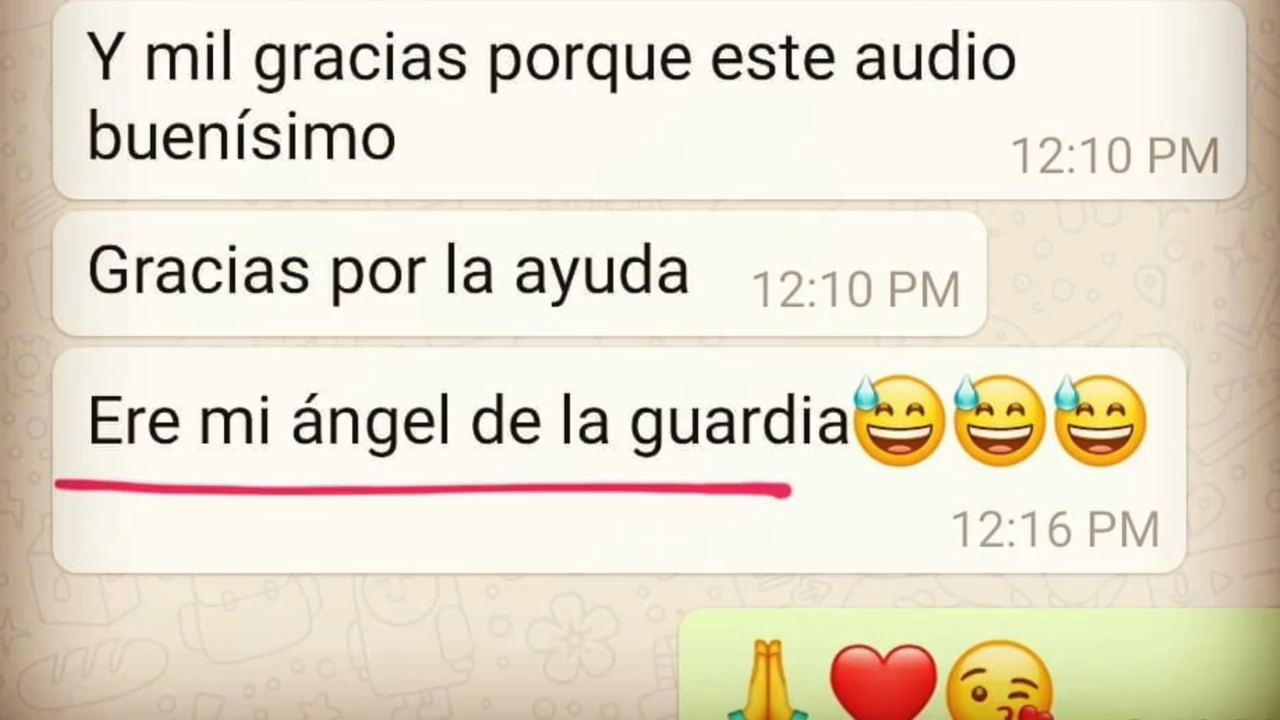 Y mil gracias porque este audio
buenísimo
12:10 PM
Gracias por la ayuda 12:10 PM
Ere mi ángel de la guardia😅😅😅
12:16 PM
🙏❤️😘